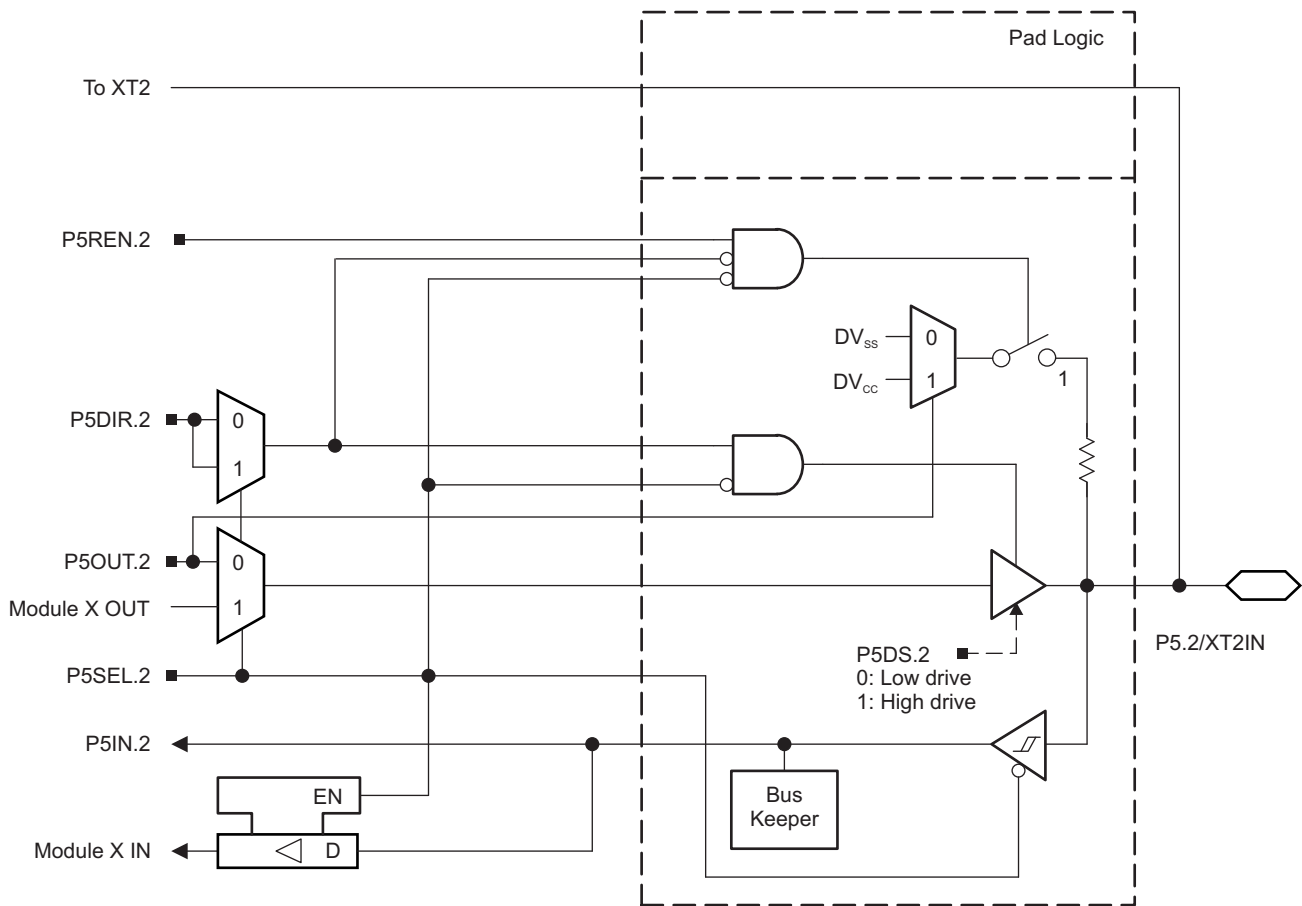 Pad Logic
To XT2
P5REN.2
DVSS
0
DVCC
1
1
P5DIR.2
0
1
P5OUT.2
0
Module X OUT
1
P5SEL.2
P5DS.2
0: Low drive
1: High drive
P5.2/XT2IN
P5IN.2
EN
Bus
Keeper
Module X IN
D